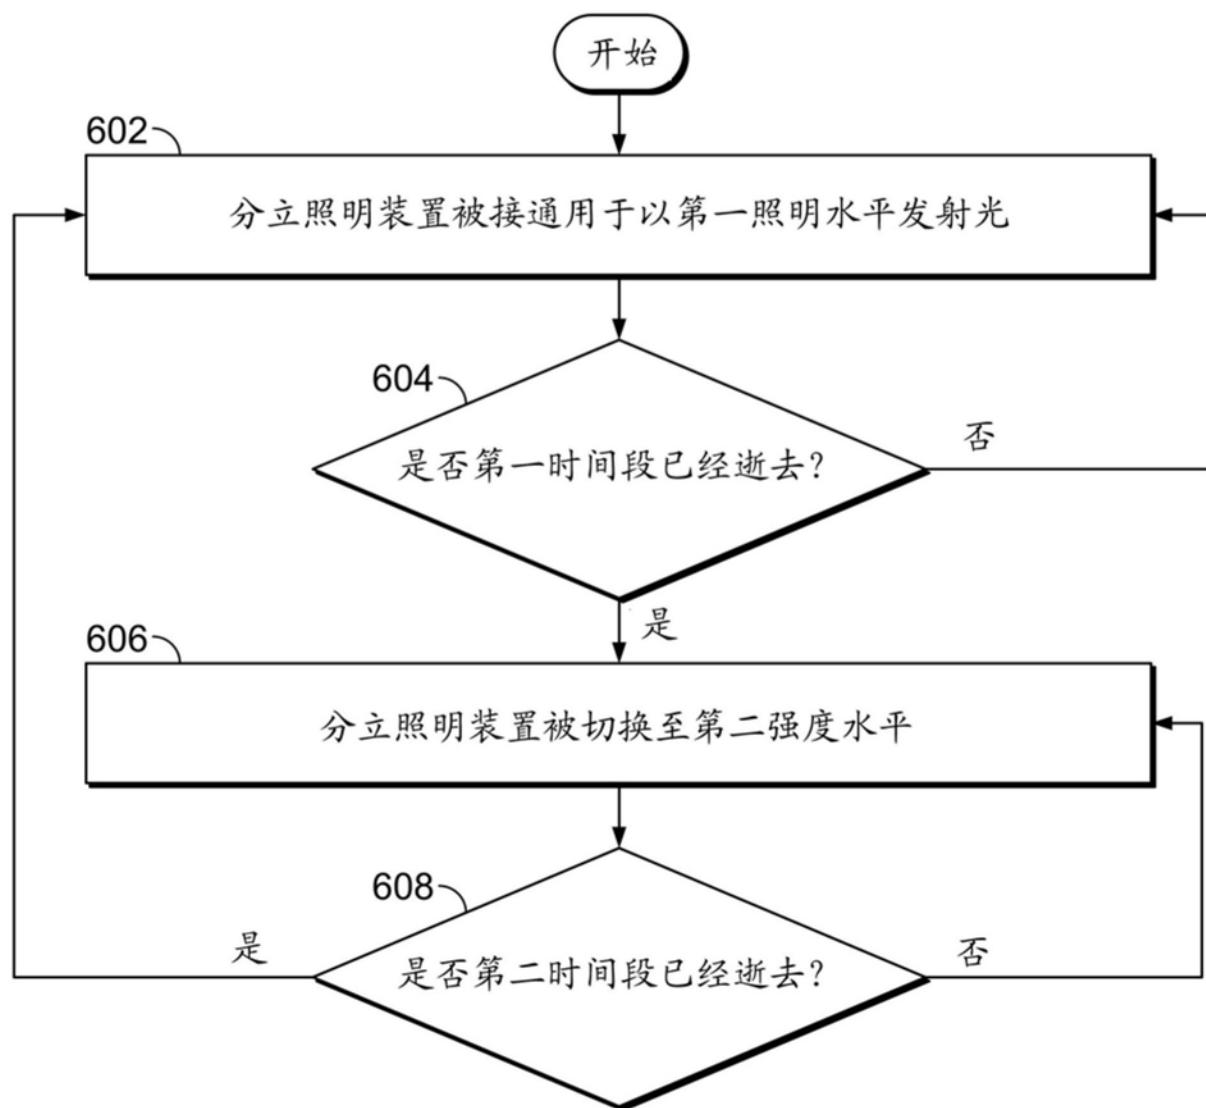 开始
602
分立照明装置被接通用于以第一照明水平发射光
604
是否第一时间段已经逝去?
否
是
606
分立照明装置被切换至第二强度水平
608
是
是否第二时间段已经逝去?
否